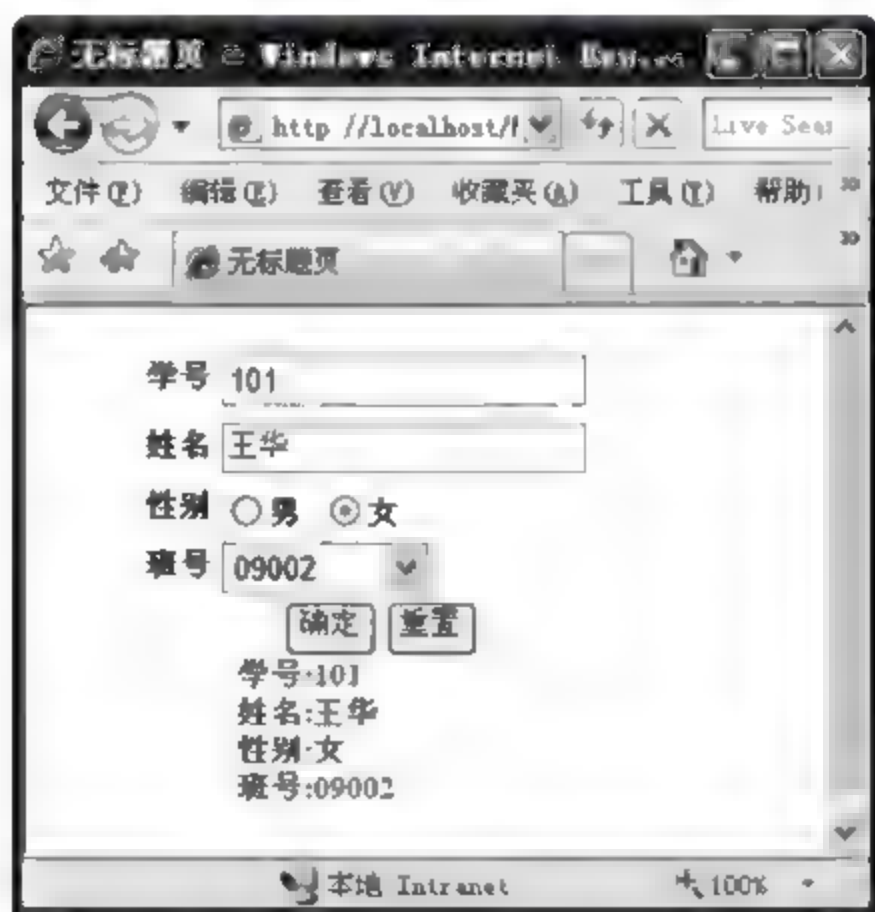 无标题页 - Windows Internet
http //localhost/
Live Sear
文件(F) 编辑(E) 查看(V) 收藏夹(A) 工具(T) 帮助(
无标题页
学号 101
姓名 王华
性别 男 女
班号 09002
确定 重置
学号:101
姓名:王华
性别:女
班号:09002
本地 Intranet 100%